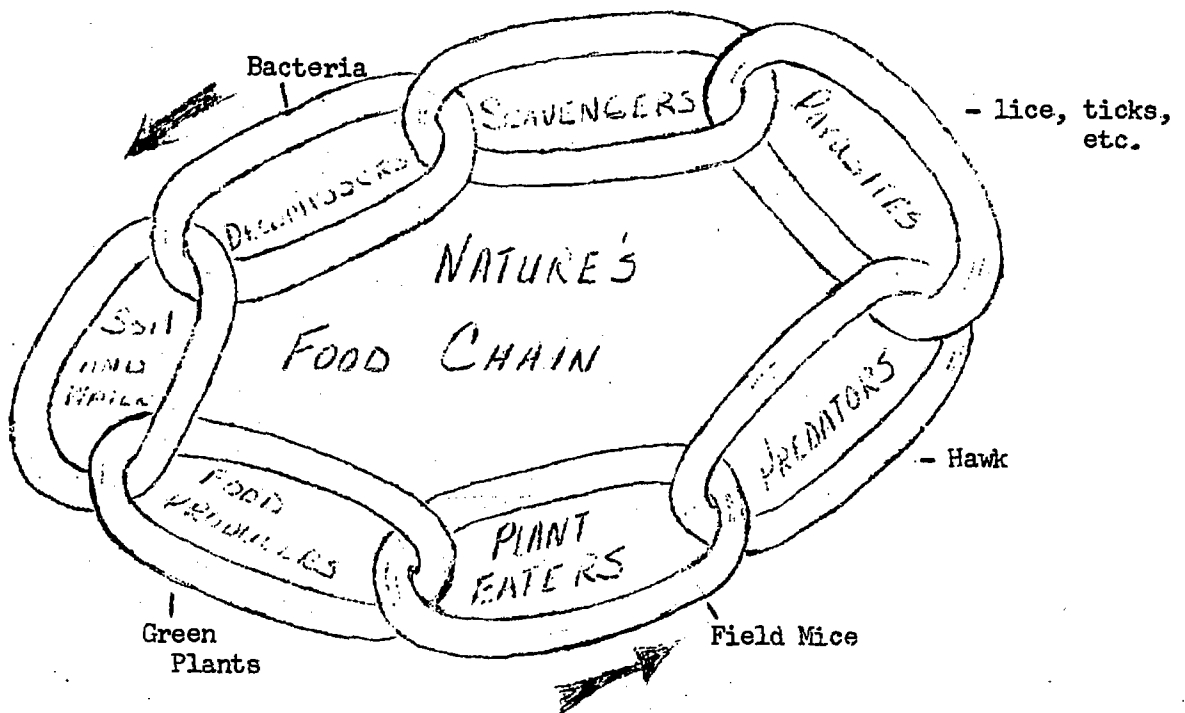 Bacteria
SCAVENGERS
PARASITES
- lice, ticks,
etc.
DECOMPOSERS
NATURE'S
FOOD CHAIN
SOIL
AND
WATER
PREDATORS
- Hawk
FOOD
PRODUCERS
PLANT
EATERS
Green
Plants
Field Mice